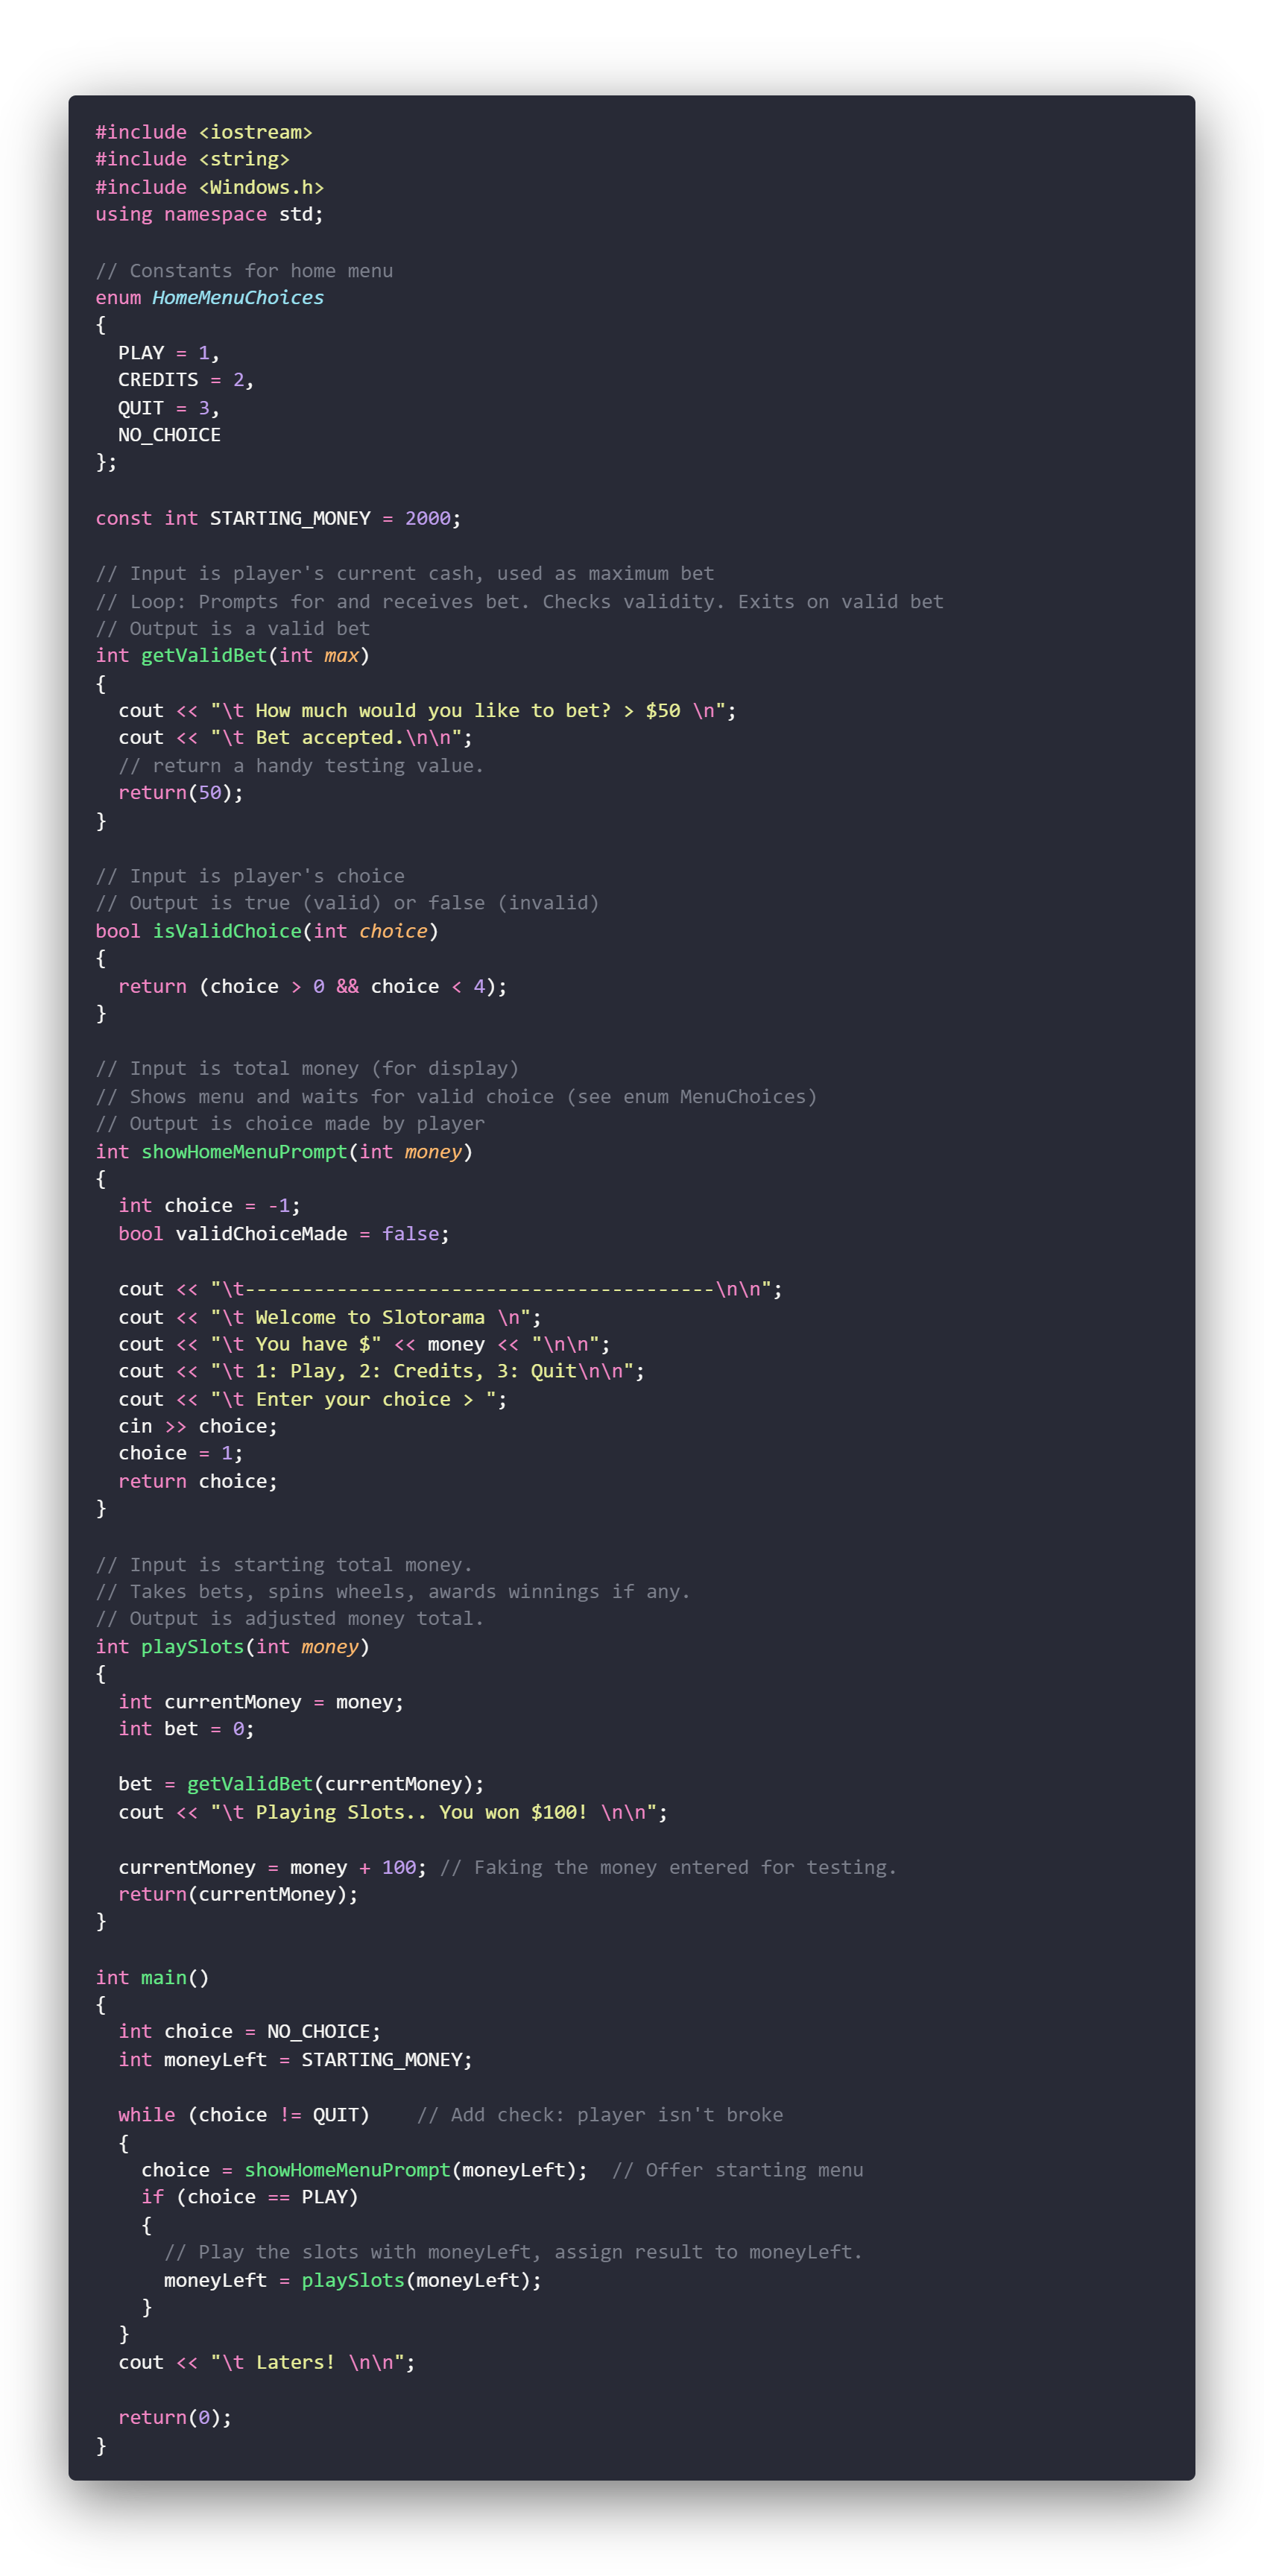 #include <iostream>
#include <string>
#include <Windows.h>
using namespace std;

// Constants for home menu
enum HomeMenuChoices
{
  PLAY = 1,
  CREDITS = 2,
  QUIT = 3,
  NO_CHOICE
};

const int STARTING_MONEY = 2000;

// Input is player's current cash, used as maximum bet
// Loop: Prompts for and receives bet. Checks validity. Exits on valid bet
// Output is a valid bet
int getValidBet(int max)
{
  cout << "\t How much would you like to bet? > $50 \n";
  cout << "\t Bet accepted.\n\n";
  // return a handy testing value.
  return(50);
}

// Input is player's choice
// Output is true (valid) or false (invalid)
bool isValidChoice(int choice)
{
  return (choice > 0 && choice < 4);
}

// Input is total money (for display)
// Shows menu and waits for valid choice (see enum MenuChoices)
// Output is choice made by player
int showHomeMenuPrompt(int money)
{
  int choice = -1;
  bool validChoiceMade = false;

  cout << "\t-----------------------------------------\n\n";
  cout << "\t Welcome to Slotorama \n";
  cout << "\t You have $" << money << "\n\n";
  cout << "\t 1: Play, 2: Credits, 3: Quit\n\n";
  cout << "\t Enter your choice > ";
  cin >> choice;
  choice = 1;
  return choice;
}

// Input is starting total money.
// Takes bets, spins wheels, awards winnings if any.
// Output is adjusted money total.
int playSlots(int money)
{
  int currentMoney = money;
  int bet = 0;

  bet = getValidBet(currentMoney);
  cout << "\t Playing Slots.. You won $100! \n\n";

  currentMoney = money + 100; // Faking the money entered for testing.
  return(currentMoney);
}

int main()
{
  int choice = NO_CHOICE;
  int moneyLeft = STARTING_MONEY;

  while (choice != QUIT)    // Add check: player isn't broke
  {
    choice = showHomeMenuPrompt(moneyLeft);  // Offer starting menu
    if (choice == PLAY)
    {
      // Play the slots with moneyLeft, assign result to moneyLeft.
      moneyLeft = playSlots(moneyLeft);
    }
  }
  cout << "\t Laters! \n\n";

  return(0);
}